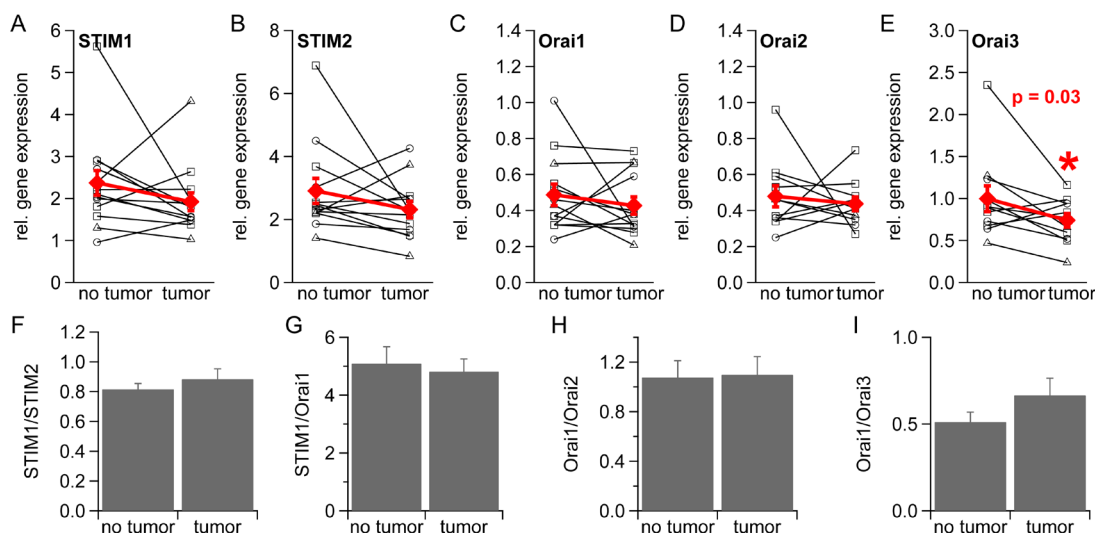 A
STIM1
rel. gene expression
6
5
4
3
2
1
0
no tumor
tumor
B
STIM2
rel. gene expression
8
6
4
2
0
no tumor
tumor
C
Orai1
rel. gene expression
1.4
1.2
1.0
0.8
0.6
0.4
0.2
0.0
no tumor
tumor
D
Orai2
rel. gene expression
1.4
1.2
1.0
0.8
0.6
0.4
0.2
0.0
no tumor
tumor
E
Orai3
rel. gene expression
3.0
2.5
2.0
1.5
1.0
0.5
0.0
p = 0.03
*
no tumor
tumor
F
STIM1/STIM2
1.2
1.0
0.8
0.6
0.4
0.2
0.0
no tumor
tumor
G
STIM1/Orai1
6
4
2
0
no tumor
tumor
H
Orai1/Orai2
1.2
0.8
0.4
0.0
no tumor
tumor
I
Orai1/Orai3
1.0
0.5
0.0
no tumor
tumor